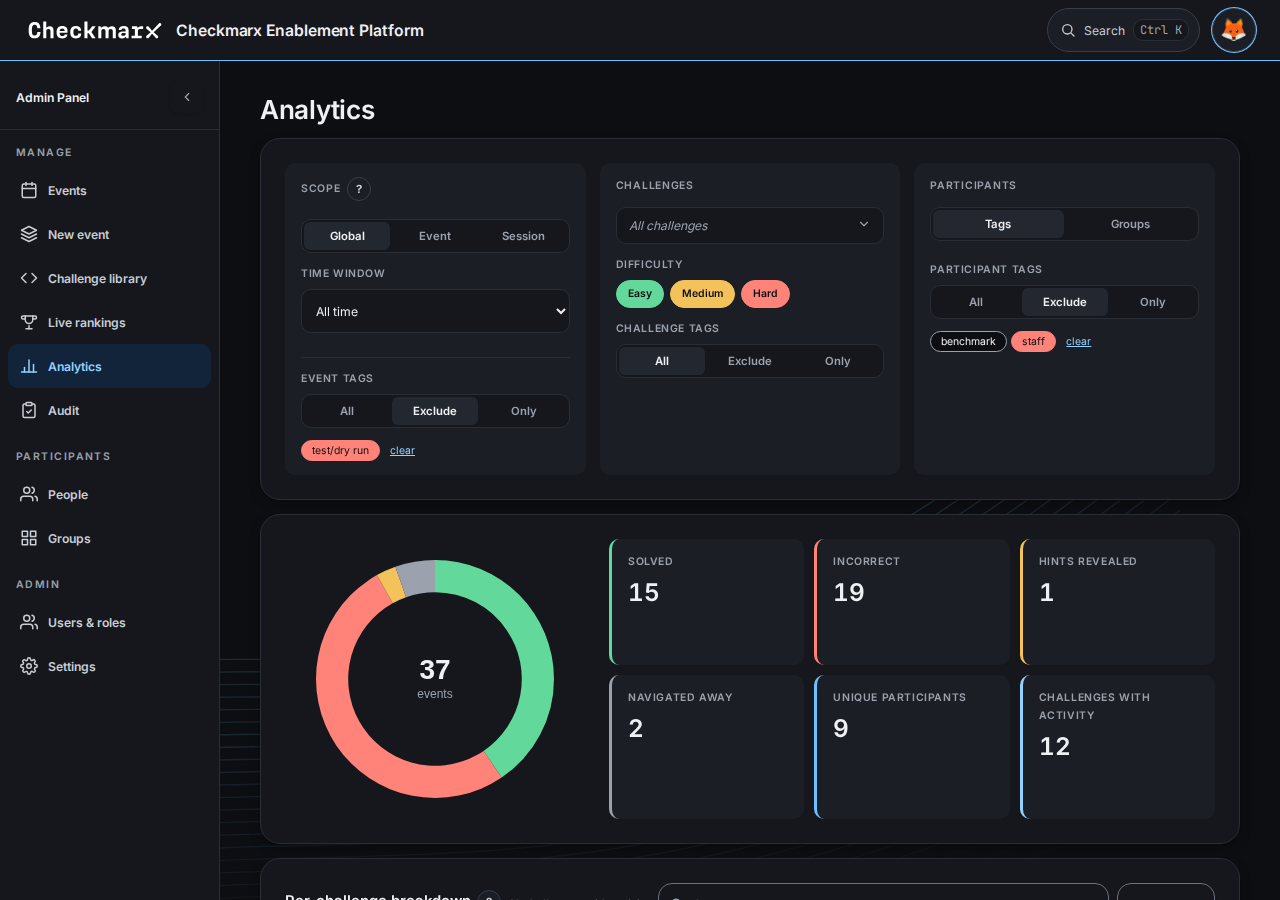 Checkmarx Checkmarx Enablement Platform
Search Ctrl K
Admin Panel
MANAGE
Events
New event
Challenge library
Live rankings
Analytics
Audit
PARTICIPANTS
People
Groups
ADMIN
Users & roles
Settings
Analytics
SCOPE ?
Global Event Session
TIME WINDOW
All time
EVENT TAGS
All Exclude Only
test/dry run clear
CHALLENGES
All challenges
DIFFICULTY
Easy Medium Hard
CHALLENGE TAGS
All Exclude Only
PARTICIPANTS
Tags Groups
PARTICIPANT TAGS
All Exclude Only
benchmark staff clear
37
events
SOLVED
15
INCORRECT
19
HINTS REVEALED
1
NAVIGATED AWAY
2
UNIQUE PARTICIPANTS
9
CHALLENGES WITH
ACTIVITY
12
Per-challenge breakdown